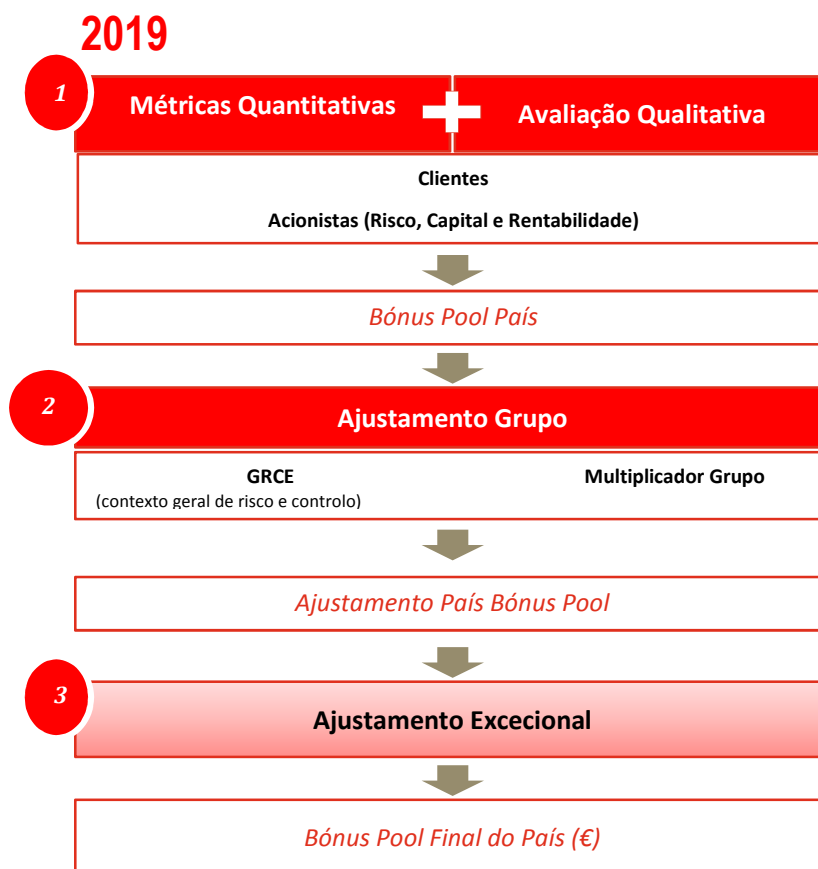 2019
1
Métricas Quantitativas + Avaliação Qualitativa
Clientes
Acionistas (Risco, Capital e Rentabilidade)
Bónus Pool País
2
Ajustamento Grupo
GRCE Multiplicador Grupo
(contexto geral de risco e controlo)
Ajustamento País Bónus Pool
3
Ajustamento Excecional
Bónus Pool Final do País (€)